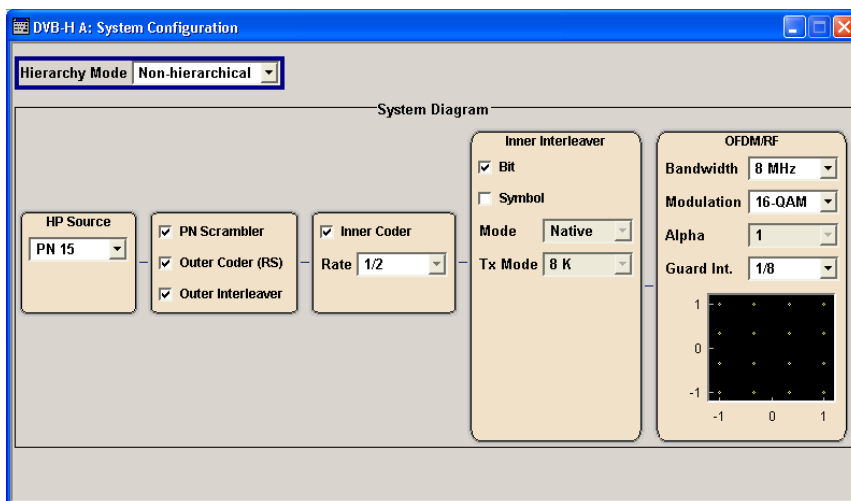 DVB-H A: System Configuration
Hierarchy Mode Non-hierarchical
System Diagram
HP Source
PN 15
PN Scrambler
Outer Coder (RS)
Outer Interleaver
Inner Coder
Rate 1/2
Inner Interleaver
Bit
Symbol
Mode Native
Tx Mode 8 K
OFDM/RF
Bandwidth 8 MHz
Modulation 16-QAM
Alpha 1
Guard Int. 1/8
1
0
-1
-1 0 1